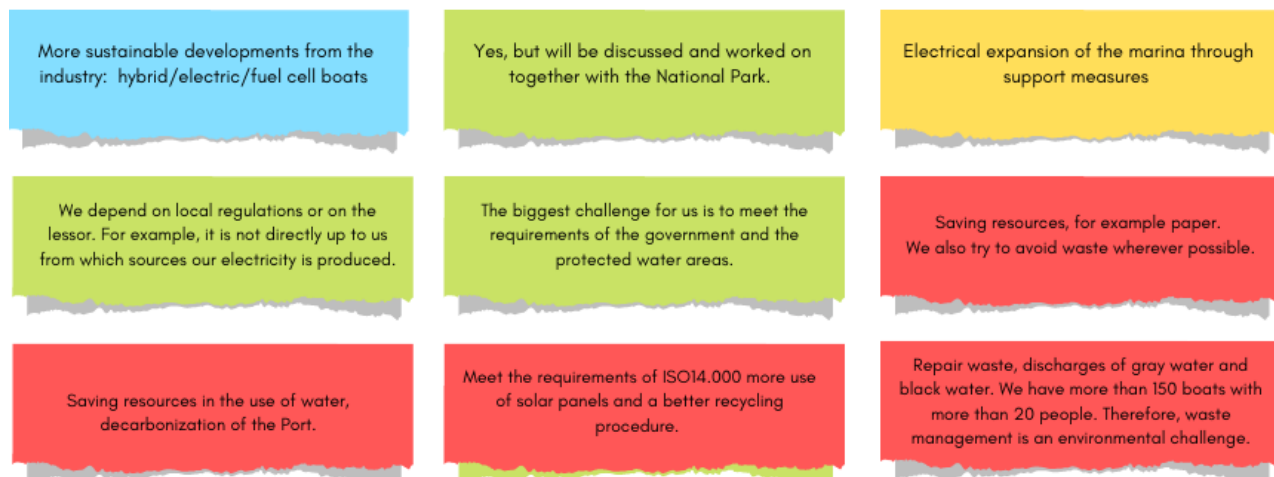 More sustainable developments from the
industry:  hybrid/electric/fuel cell boats
Yes, but will be discussed and worked on
together with the National Park.
Electrical expansion of the marina through
support measures
We depend on local regulations or on the
lessor. For example, it is not directly up to us
from which sources our electricity is produced.
The biggest challenge for us is to meet the
requirements of the government and the
protected water areas.
Saving resources, for example paper.
We also try to avoid waste wherever possible.
Saving resources in the use of water,
decarbonization of the Port.
Meet the requirements of ISO14.000 more use
of solar panels and a better recycling
procedure.
Repair waste, discharges of gray water and
black water. We have more than 150 boats with
more than 20 people. Therefore, waste
management is an environmental challenge.